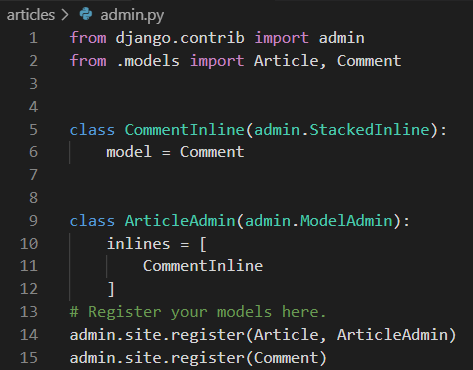 articles > admin.py
1 from django.contrib import admin
2 from .models import Article, Comment
3
4
5 class CommentInline(admin.StackedInline):
6     model = Comment
7
8
9 class ArticleAdmin(admin.ModelAdmin):
10     inlines = [
11         CommentInline
12     ]
13 # Register your models here.
14 admin.site.register(Article, ArticleAdmin)
15 admin.site.register(Comment)